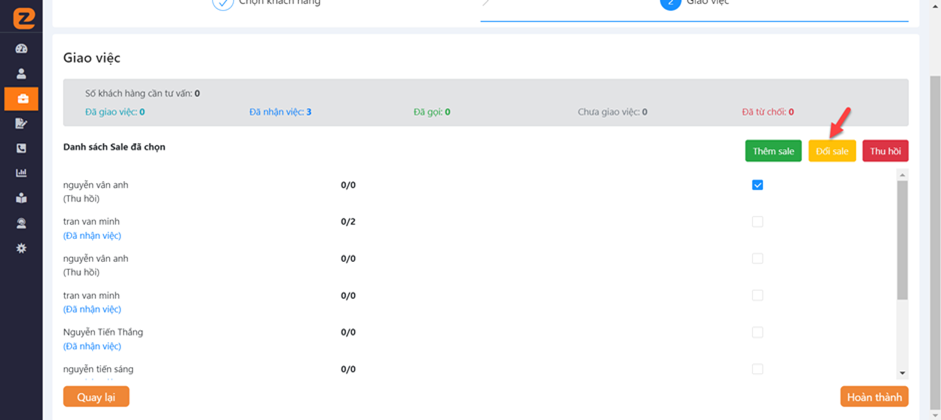 Chọn khách hàng
2 Giao việc
Giao việc
Số khách hàng cần tư vấn: 0
Đã giao việc: 0 Đã nhận việc: 3 Đã gọi: 0 Chưa giao việc: 0 Đã từ chối: 0
Danh sách Sale đã chọn Thêm sale Đổi sale Thu hồi
nguyễn vân anh 0/0
(Thu hồi)
tran van minh 0/2
(Đã nhận việc)
nguyễn vân anh 0/0
(Thu hồi)
tran van minh 0/0
(Đã nhận việc)
Nguyễn Tiến Thắng 0/0
(Đã nhận việc)
nguyễn tiến sáng 0/0
Quay lại Hoàn thành